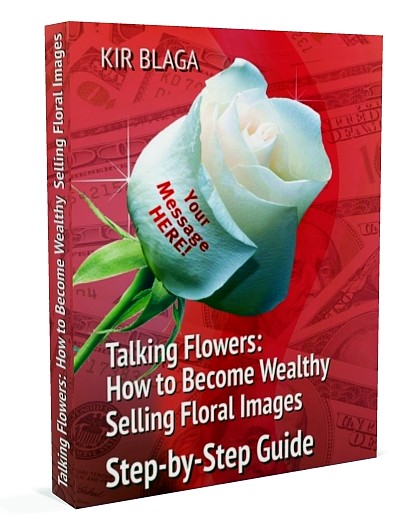 KIR BLAGA
Your
Message
HERE!
Talking Flowers:
How to Become Wealthy
Selling Floral Images
Step-by-Step Guide
Talking Flowers: How to Become Wealthy Selling Floral Images